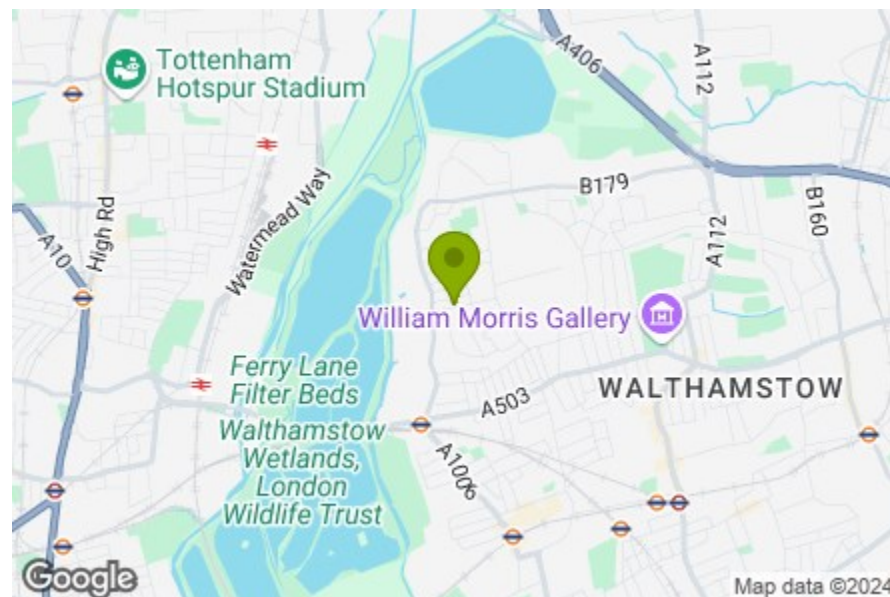 A406
A112
Tottenham
Hotspur Stadium
B179
B160
High Rd
Watermead Way
A10
A112
William Morris Gallery
Ferry Lane
Filter Beds
WALTHAMSTOW
A503
Walthamstow
Wetlands,
London
Wildlife Trust
A1006
Google
Map data ©2024